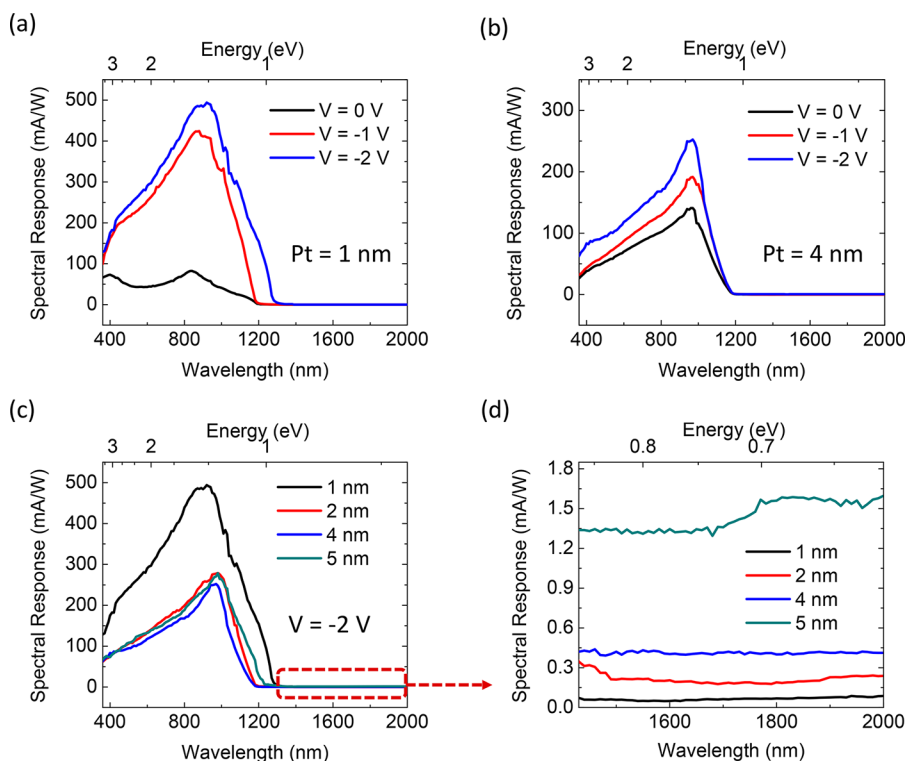 (a)
Energy (eV)
3 2 1
500
400
300
200
100
0
Spectral Response (mA/W)
V = 0 V
V = -1 V
V = -2 V
Pt = 1 nm
400 800 1200 1600 2000
Wavelength (nm)
(b)
Energy (eV)
3 2 1
300
200
100
0
Spectral Response (mA/W)
V = 0 V
V = -1 V
V = -2 V
Pt = 4 nm
400 800 1200 1600 2000
Wavelength (nm)
(c)
Energy (eV)
3 2 1
500
400
300
200
100
0
Spectral Response (mA/W)
1 nm
2 nm
4 nm
5 nm
V = -2 V
400 800 1200 1600 2000
Wavelength (nm)
(d)
Energy (eV)
0.8 0.7
1.8
1.5
1.2
0.9
0.6
0.3
0.0
Spectral Response (mA/W)
1 nm
2 nm
4 nm
5 nm
1600 1800 2000
Wavelength (nm)